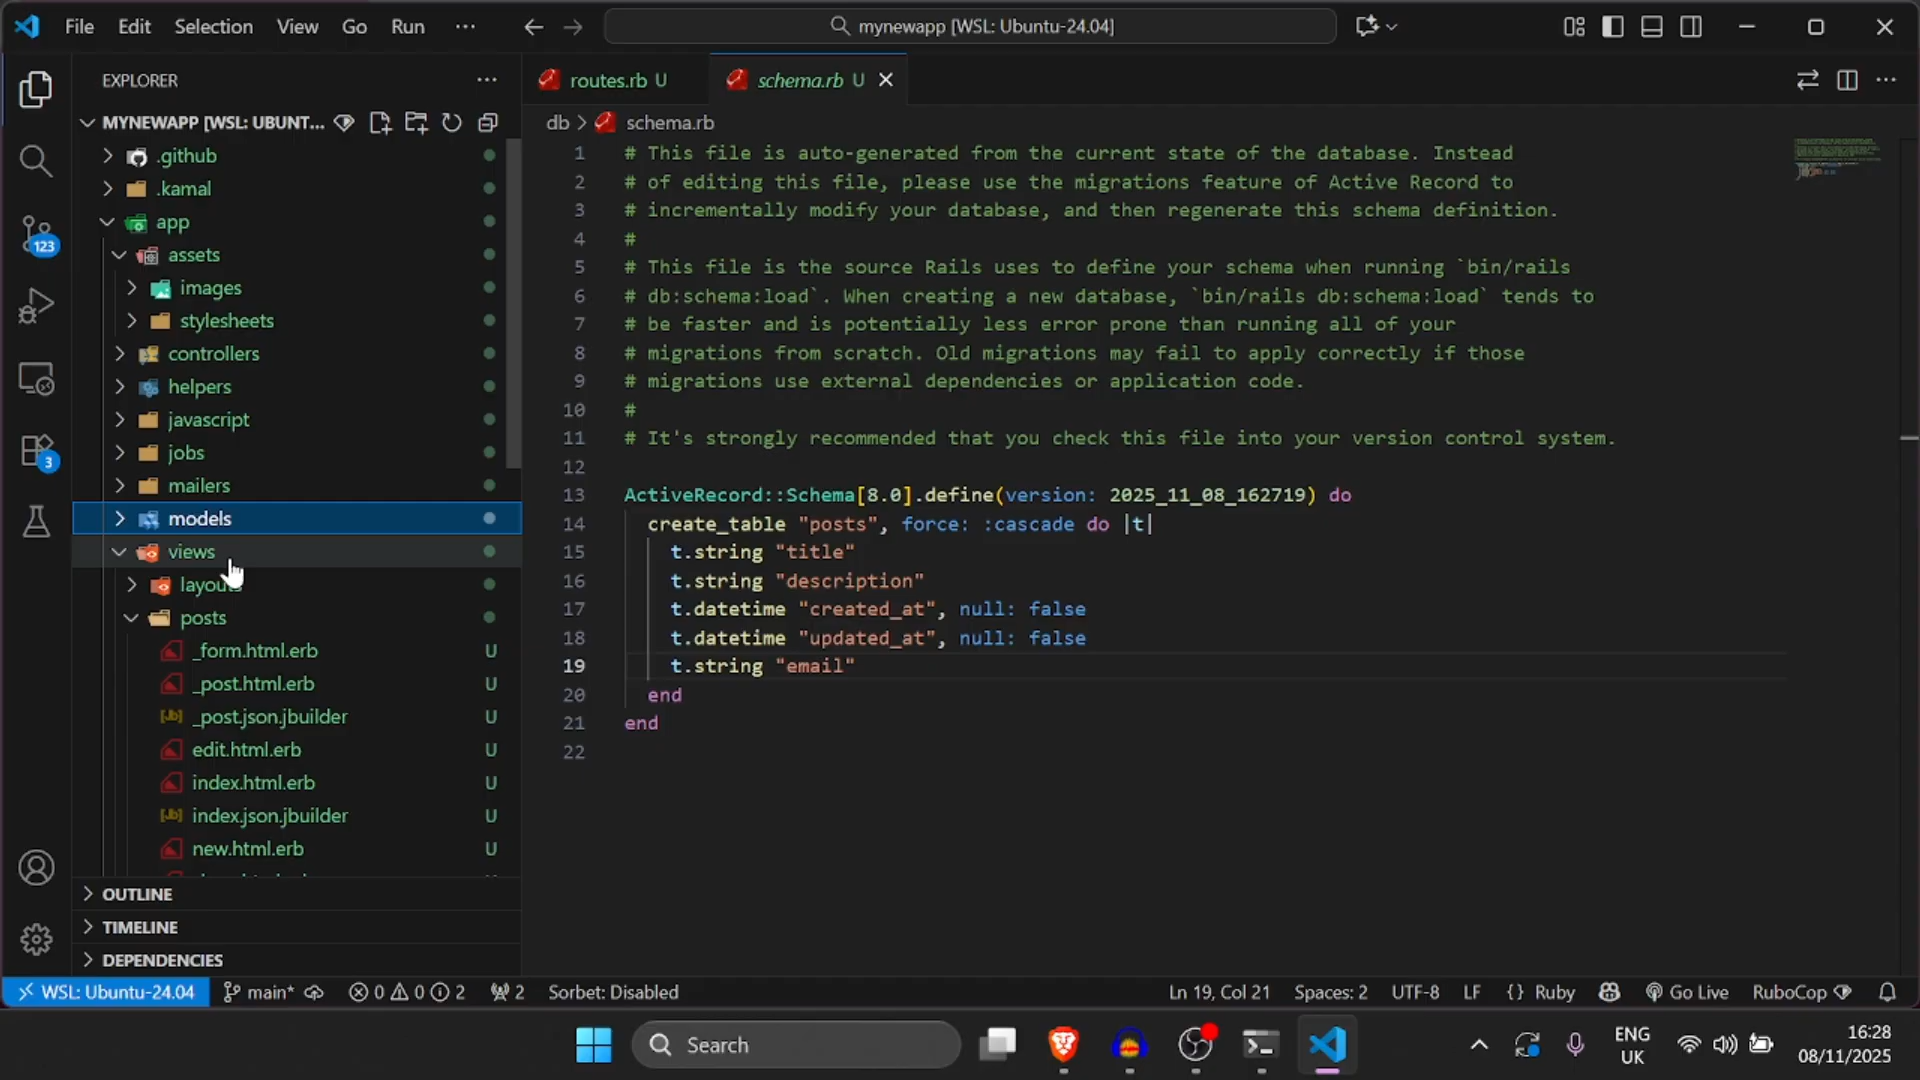 File Edit Selection View Go Run ···
mynewapp [WSL: Ubuntu-24.04]
EXPLORER
MYNEWAPP [WSL: UBUNT...
.github
.kamal
app
assets
images
stylesheets
controllers
helpers
javascript
jobs
mailers
models
views
layouts
posts
_form.html.erb U
_post.html.erb U
_post.json.jbuilder U
edit.html.erb U
index.html.erb U
index.json.jbuilder U
new.html.erb U
OUTLINE
TIMELINE
DEPENDENCIES
123
3
routes.rb U
schema.rb U
db > schema.rb
1 # This file is auto-generated from the current state of the database. Instead
2 # of editing this file, please use the migrations feature of Active Record to
3 # incrementally modify your database, and then regenerate this schema definition.
4 #
5 # This file is the source Rails uses to define your schema when running `bin/rails
6 # db:schema:load`. When creating a new database, `bin/rails db:schema:load` tends to
7 # be faster and is potentially less error prone than running all of your
8 # migrations from scratch. Old migrations may fail to apply correctly if those
9 # migrations use external dependencies or application code.
10 #
11 # It's strongly recommended that you check this file into your version control system.
12
13 ActiveRecord::Schema[8.0].define(version: 2025_11_08_162719) do
14 create_table "posts", force: :cascade do |t|
15 t.string "title"
16 t.string "description"
17 t.datetime "created_at", null: false
18 t.datetime "updated_at", null: false
19 t.string "email"
20 end
21 end
22
WSL: Ubuntu-24.04 main* 0 0 2 2 Sorbet: Disabled Ln 19, Col 21 Spaces: 2 UTF-8 LF {} Ruby Go Live RuboCop
Search
ENG
UK
16:28
08/11/2025